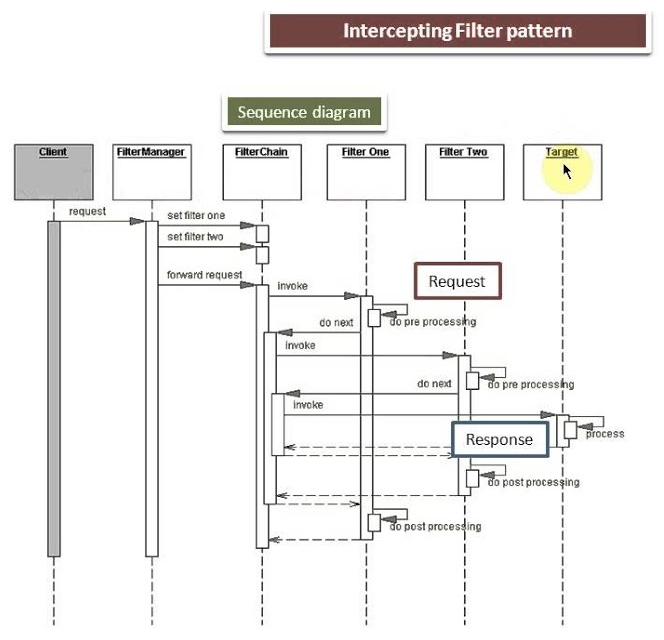 Intercepting Filter pattern
Sequence diagram
Client
FilterManager
FilterChain
Filter One
Filter Two
Target
request
set filter one
set filter two
forward request
invoke
Request
do pre processing
do next
invoke
do pre processing
do next
invoke
process
Response
do post processing
do post processing